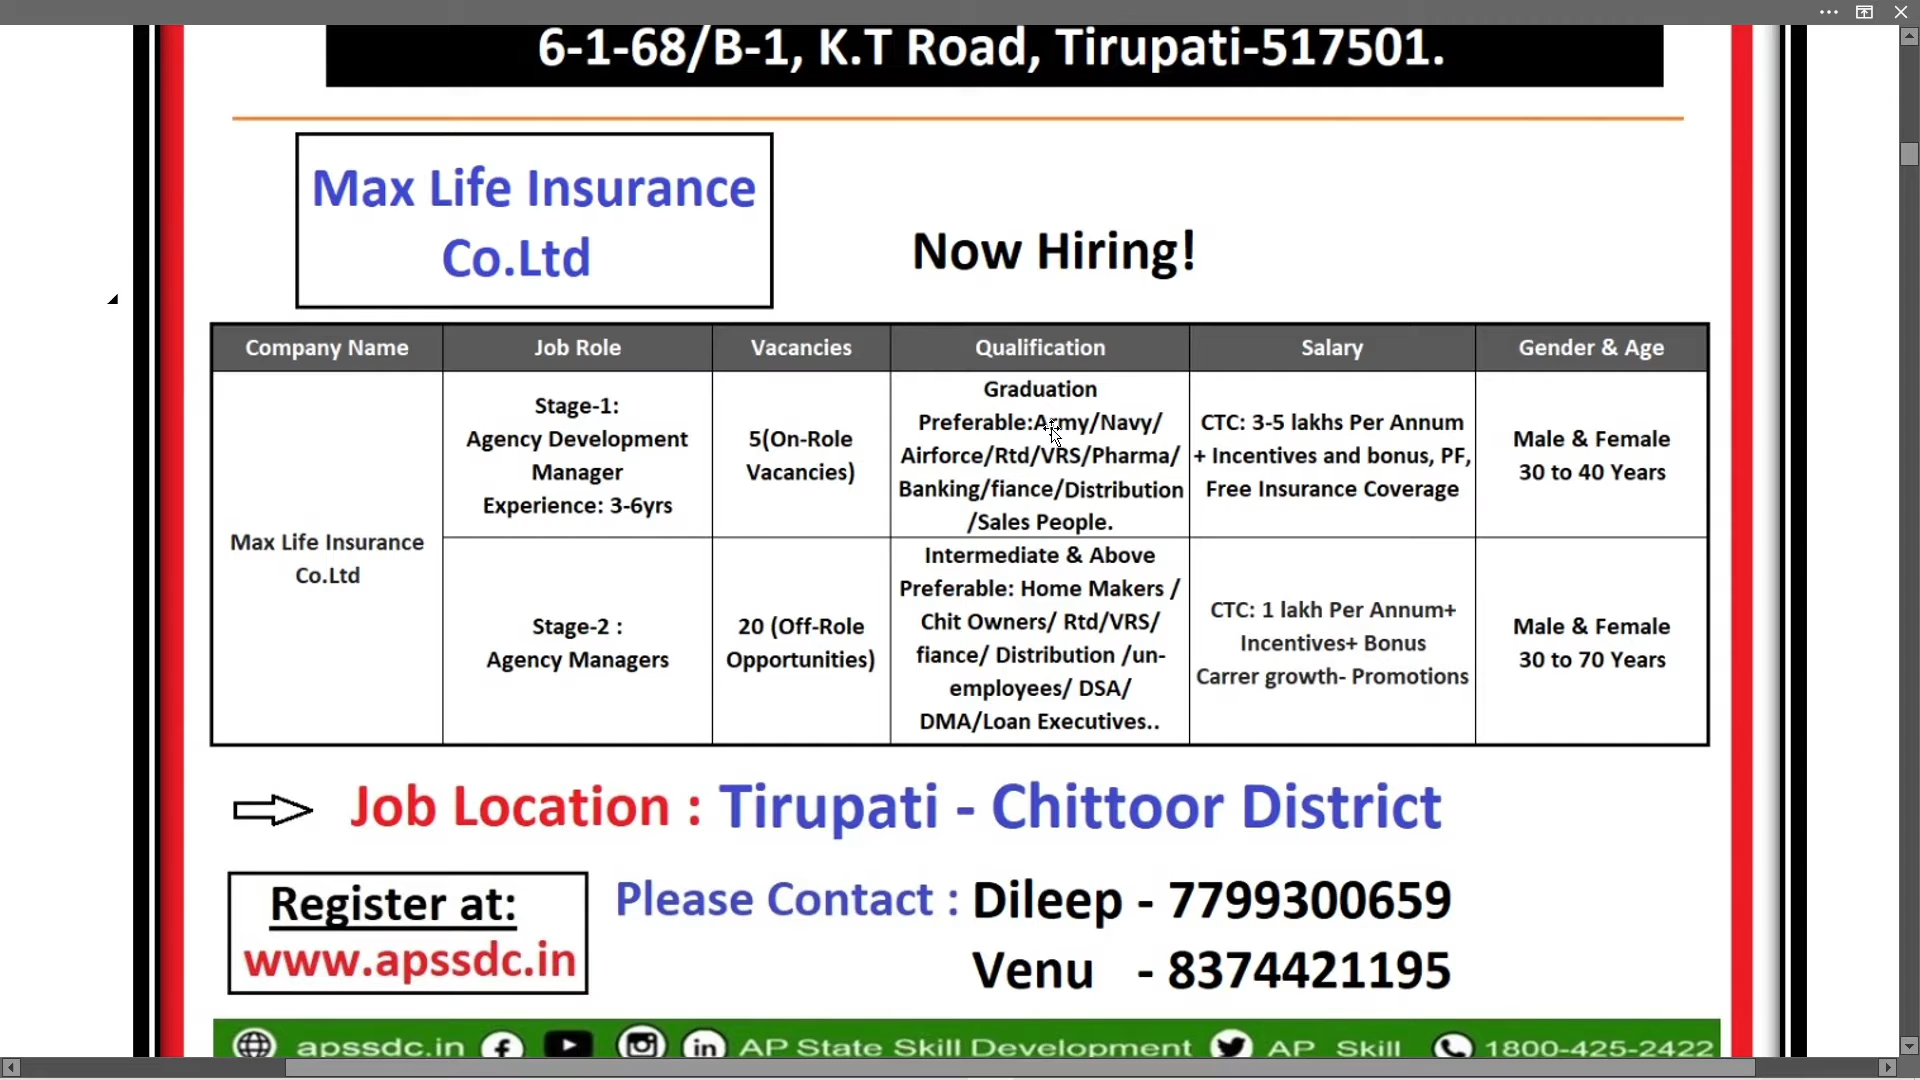 6-1-68/B-1, K.T Road, Tirupati-517501.
Max Life Insurance
Co.Ltd
Now Hiring!
Company Name
Job Role
Vacancies
Qualification
Salary
Gender & Age
Max Life Insurance
Co.Ltd
Stage-1:
Agency Development
Manager
Experience: 3-6yrs
5(On-Role
Vacancies)
Graduation
Preferable:Army/Navy/
Airforce/Rtd/VRS/Pharma/
Banking/fiance/Distribution
/Sales People.
CTC: 3-5 lakhs Per Annum
+ Incentives and bonus, PF,
Free Insurance Coverage
Male & Female
30 to 40 Years
Stage-2 :
Agency Managers
20 (Off-Role
Opportunities)
Intermediate & Above
Preferable: Home Makers /
Chit Owners/ Rtd/VRS/
fiance/ Distribution /un-
employees/ DSA/
DMA/Loan Executives..
CTC: 1 lakh Per Annum+
Incentives+ Bonus
Carrer growth- Promotions
Male & Female
30 to 70 Years
Job Location : Tirupati - Chittoor District
Register at:
www.apssdc.in
Please Contact : Dileep - 7799300659
Venu - 8374421195
apssdc.in AP State Skill Development AP Skill 1800-425-2422